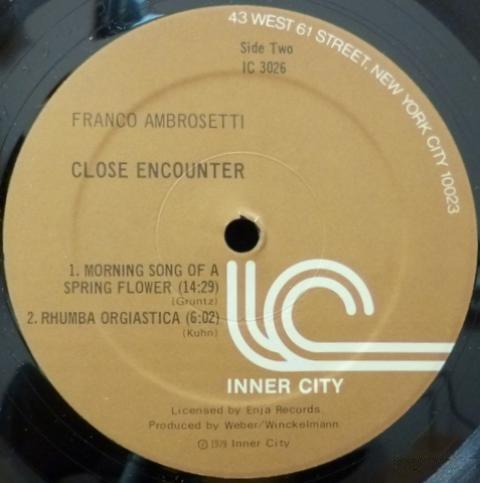 43 WEST 61 STREET, NEW YORK CITY 10023
Side Two
IC 3026
FRANCO AMBROSETTI
CLOSE ENCOUNTER
1. MORNING SONG OF A
SPRING FLOWER (14:29)
(Gruntz)
2. RHUMBA ORGIASTICA (6:02)
(Kuhn)
INNER CITY
Licensed by Enja Records.
Produced by Weber/Winckelmann
℗ 1979 Inner City